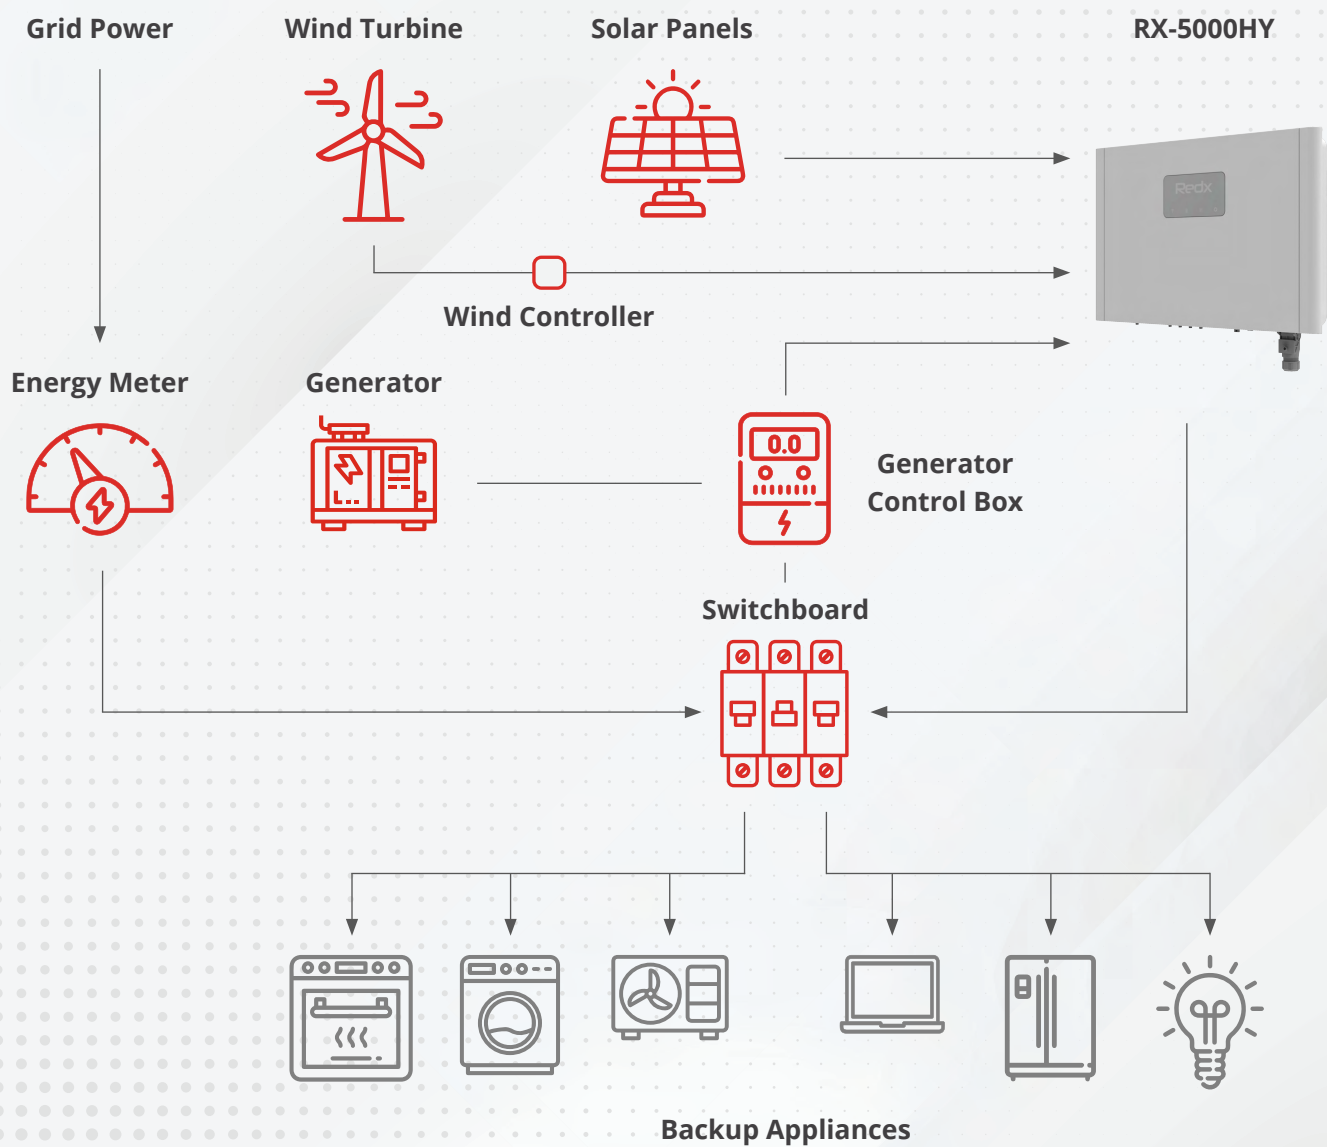 Grid Power
Wind Turbine
Solar Panels
RX-5000HY
Redx
Wind Controller
Energy Meter
Generator
0.0
Generator
Control Box
Switchboard
Backup Appliances